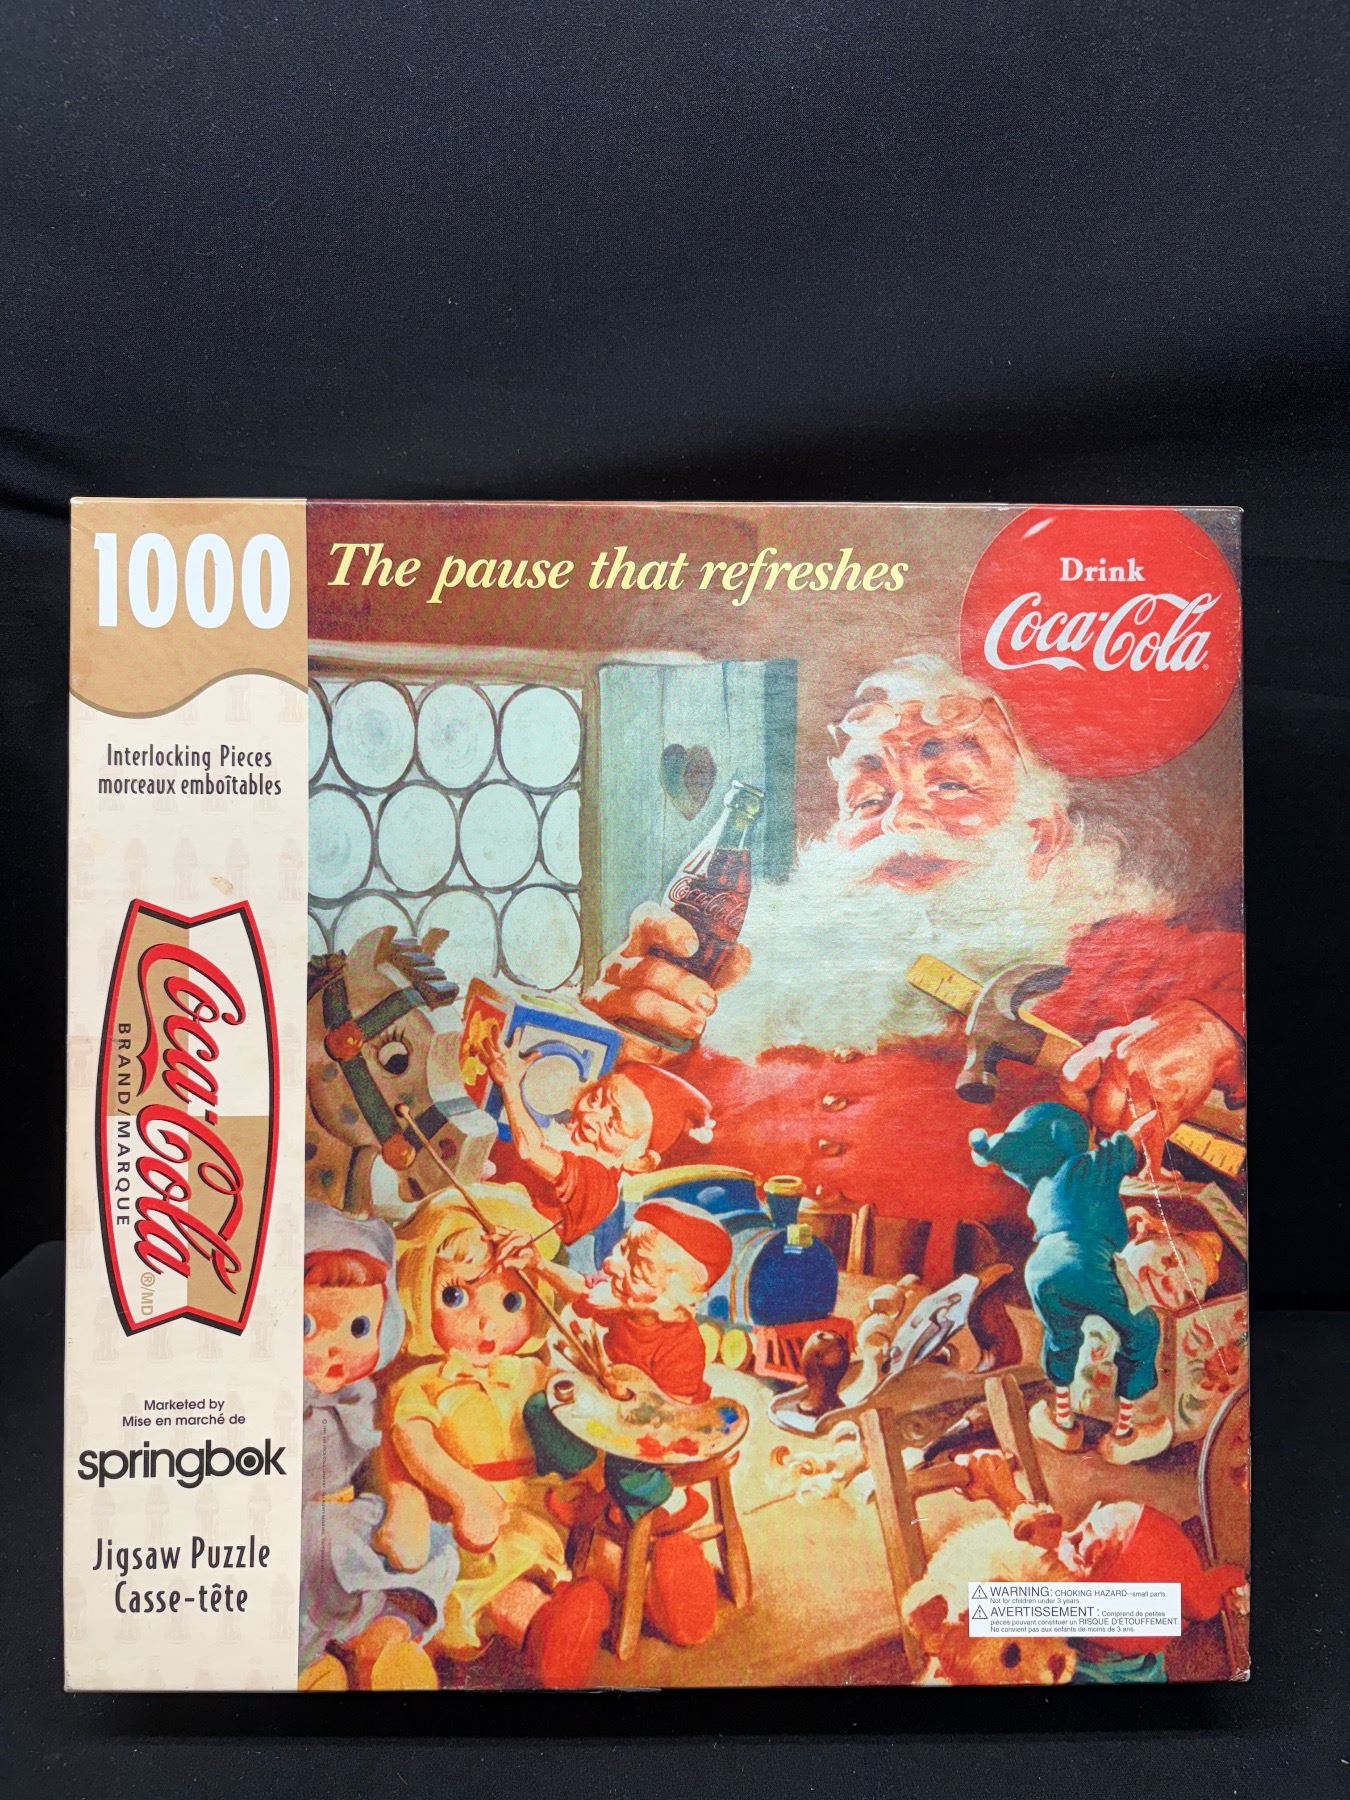 1000
The pause that refreshes
Drink
Coca-Cola®
Interlocking Pieces
morceaux emboîtables
Coca-Cola
Coca-Cola
BRAND/MARQUE
®/MD
Marketed by
Mise en marché de
springbok
Jigsaw Puzzle
Casse-tête
WARNING: CHOKING HAZARD—small parts.
Not for children under 3 years.
AVERTISSEMENT : Comprend de petites
pièces pouvant constituer un RISQUE D'ÉTOUFFEMENT.
Ne convient pas aux enfants de moins de 3 ans.